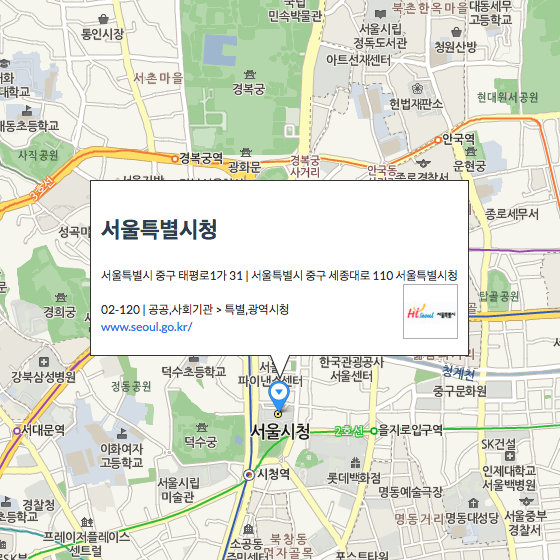 국립
민속박물관
통인시장
서울시립
정독도서관
아트선재센터
북촌한옥마을
대동세무
고등학교
청원산방
서촌마을
경복궁
헌법재판소
현대원서공원
대동초등학교
사직공원
경복궁역
광화문
경복궁
사거리
안국역
안국동
운현궁
종로경찰서
3호선
종로세무서
성곡미
서울특별시청
서울특별시 중구 태평로1가 31 | 서울특별시 중구 세종대로 110 서울특별시청
02-120 | 공공,사회기관 > 특별,광역시청
www.seoul.go.kr/
Hi Seoul 서울특별시
탑골공원
경희궁
강북삼성병원
정동공원
덕수초등학교
파이낸스센터
한국관광공사
서울센터
청계천
중구문화원
서대문역
이화여자
고등학교
덕수궁
서울시청
2호선
을지로입구역
SK건설
시청역
롯데백화점
인제대학교
서울백병원
서울시립
미술관
명동예술극장
경찰청
명동거리
명동대성당
서울중부
경찰서
프레이저플레이스
센트럴
소공동
주민센터
북창동
먹자골목
포스트타워